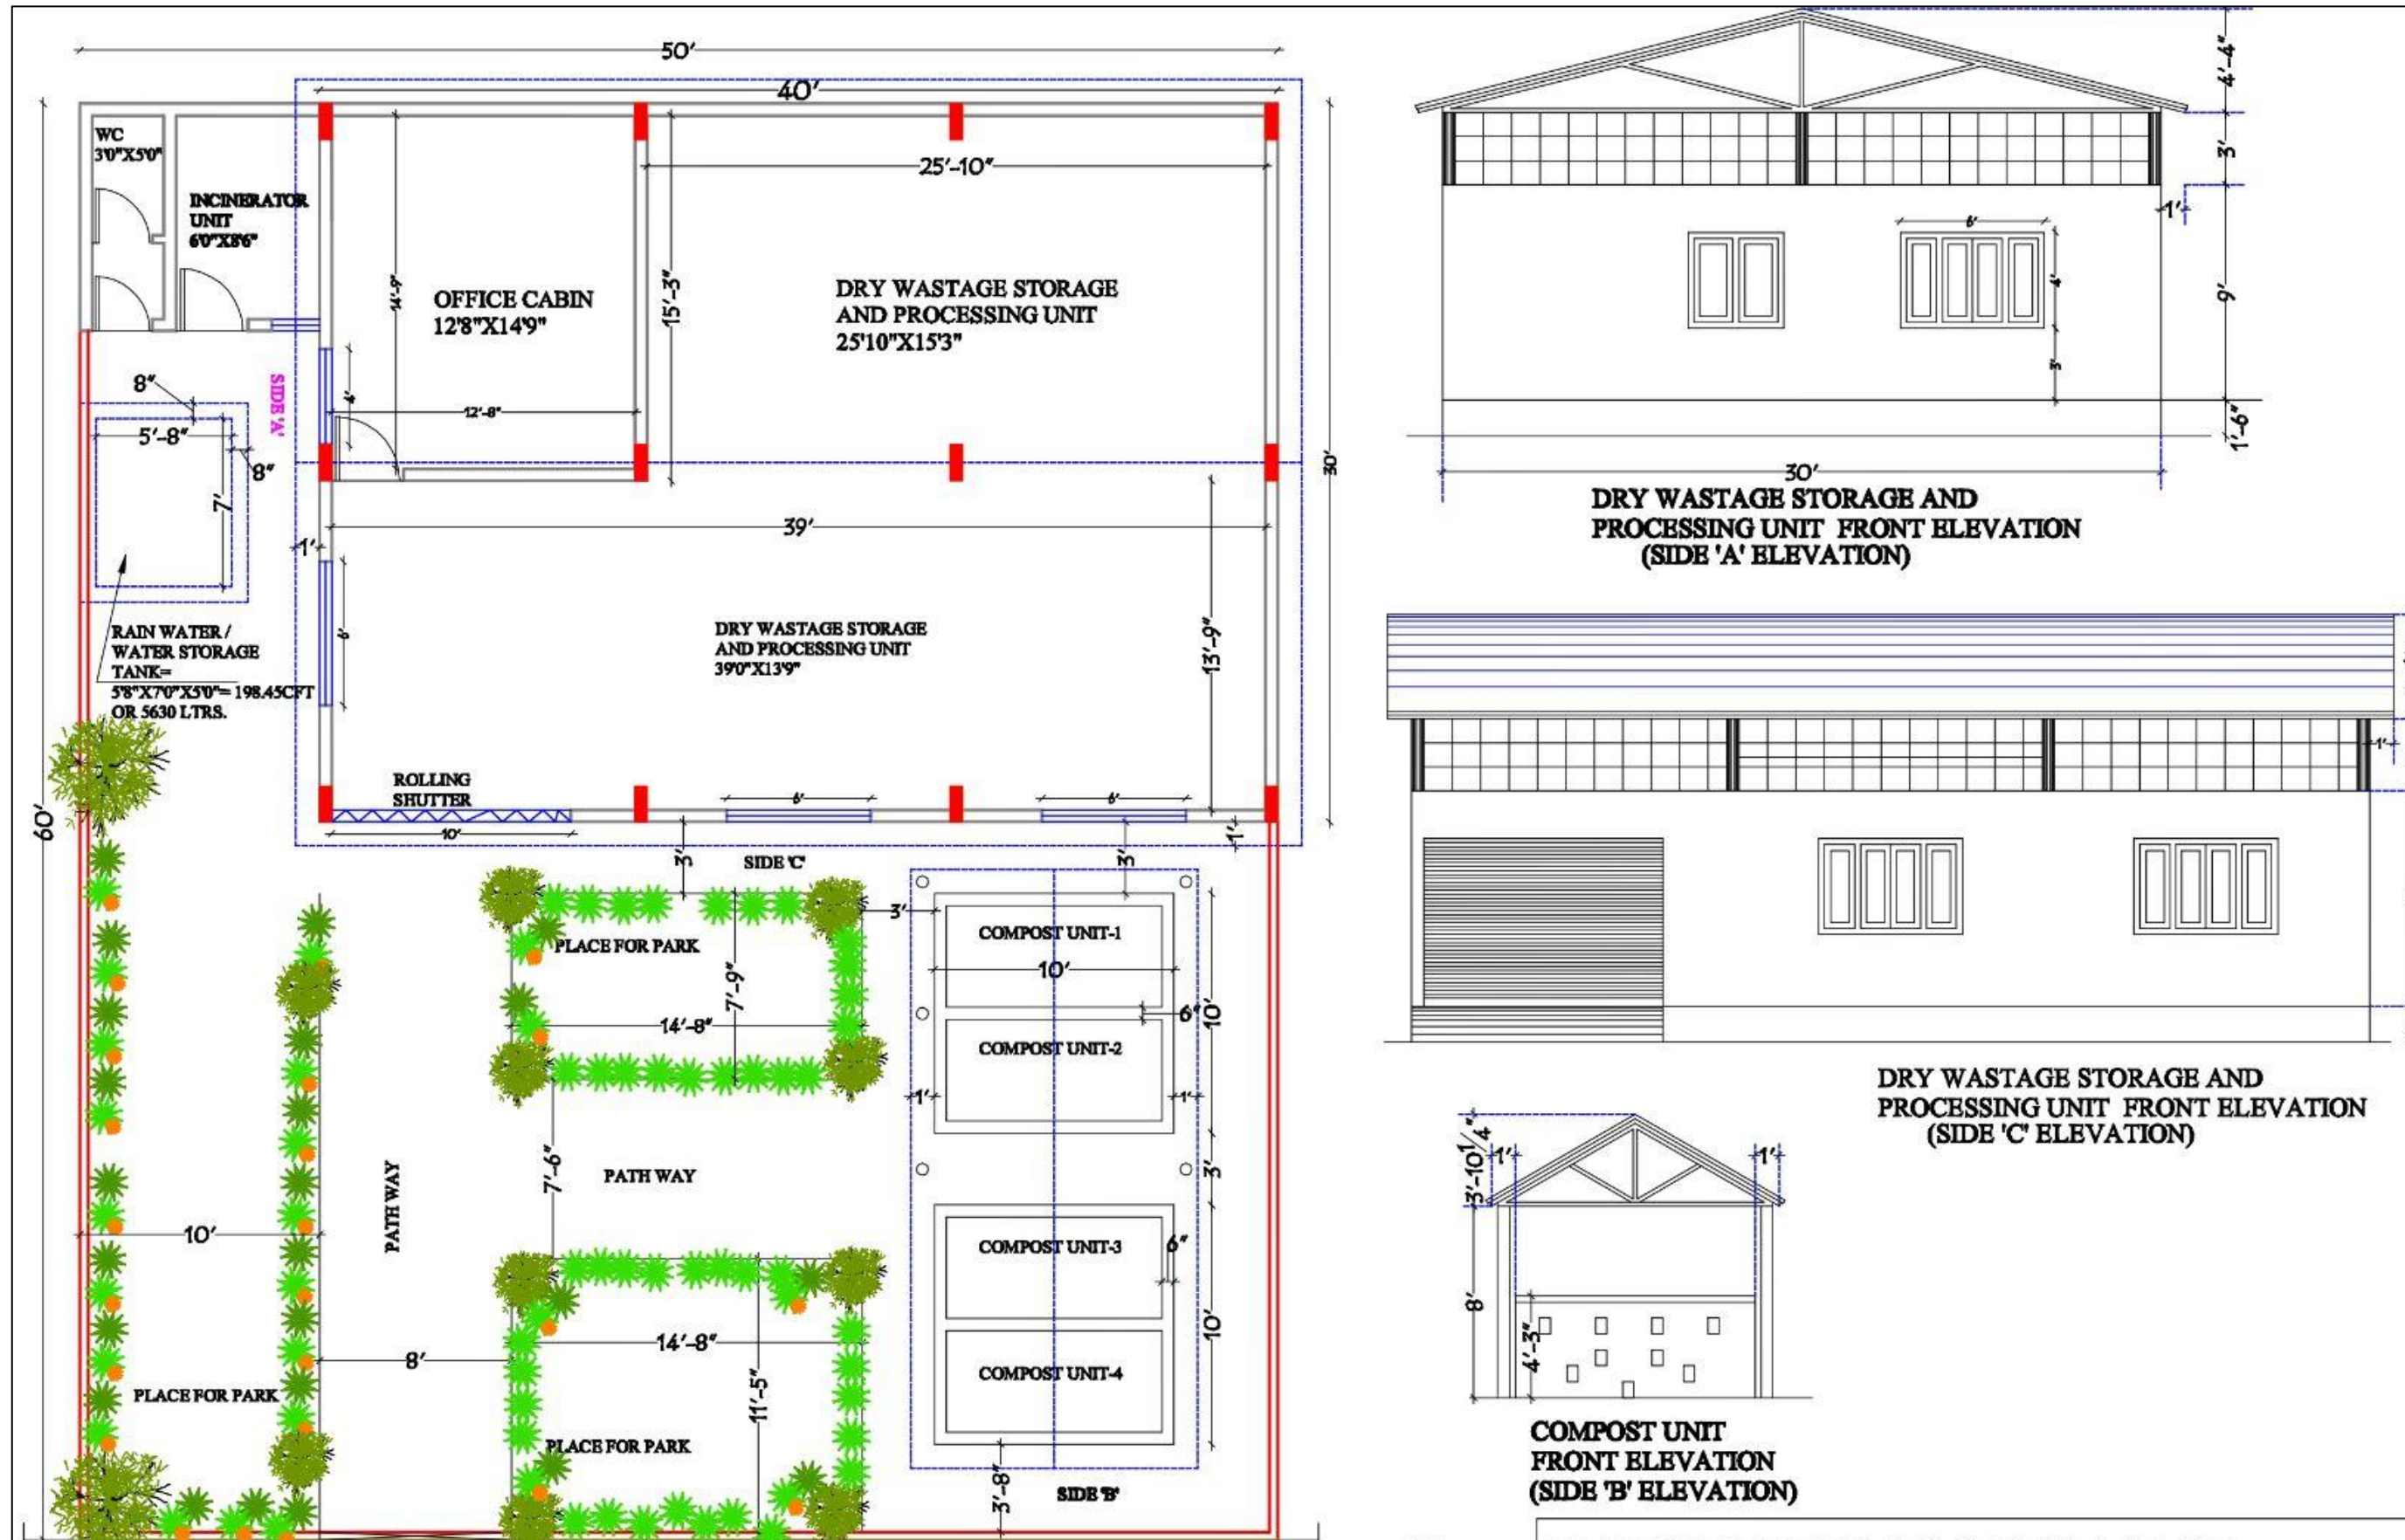 50'
40'
WC
3'0"X5'0"
INCINERATOR
UNIT
6'0"X8'6"
25'-10"
14'-9"
15'-3"
OFFICE CABIN
12'8"X14'9"
DRY WASTAGE STORAGE
AND PROCESSING UNIT
25'10"X15'3"
SIDE 'A'
8"
5'-8"
8"
7'
4'
12'-8"
30'
39'
1'
6'
13'-9"
RAIN WATER /
WATER STORAGE
TANK=
5'8"X7'0"X5'0"= 198.45CFT
OR 5630 LTRS.
DRY WASTAGE STORAGE
AND PROCESSING UNIT
39'0"X13'9"
ROLLING
SHUTTER
10'
6'
6'
1'
60'
3'
SIDE 'C'
3'
3'
PLACE FOR PARK
7'-9"
14'-8"
COMPOST UNIT-1
10'
6"
10'
COMPOST UNIT-2
1'
1'
7'-6"
PATH WAY
PATH WAY
3'
10'
COMPOST UNIT-3
6"
14'-8"
8'
11'-5"
10'
COMPOST UNIT-4
PLACE FOR PARK
PLACE FOR PARK
3'-8"
SIDE 'B'
4'-4"
3'
1'
6'
4'
9'
3'
1'-6"
30'
DRY WASTAGE STORAGE AND
PROCESSING UNIT FRONT ELEVATION
(SIDE 'A' ELEVATION)
1'
DRY WASTAGE STORAGE AND
PROCESSING UNIT FRONT ELEVATION
(SIDE 'C' ELEVATION)
3'-10 1/4"
1'
1'
8'
4'-3"
COMPOST UNIT
FRONT ELEVATION
(SIDE 'B' ELEVATION)